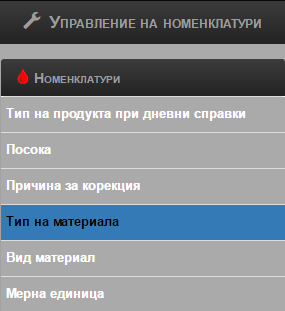 Управление на номенклатури
Номенклатури
Тип на продукта при дневни справки
Посока
Причина за корекция
Тип на материала
Вид материал
Мерна единица